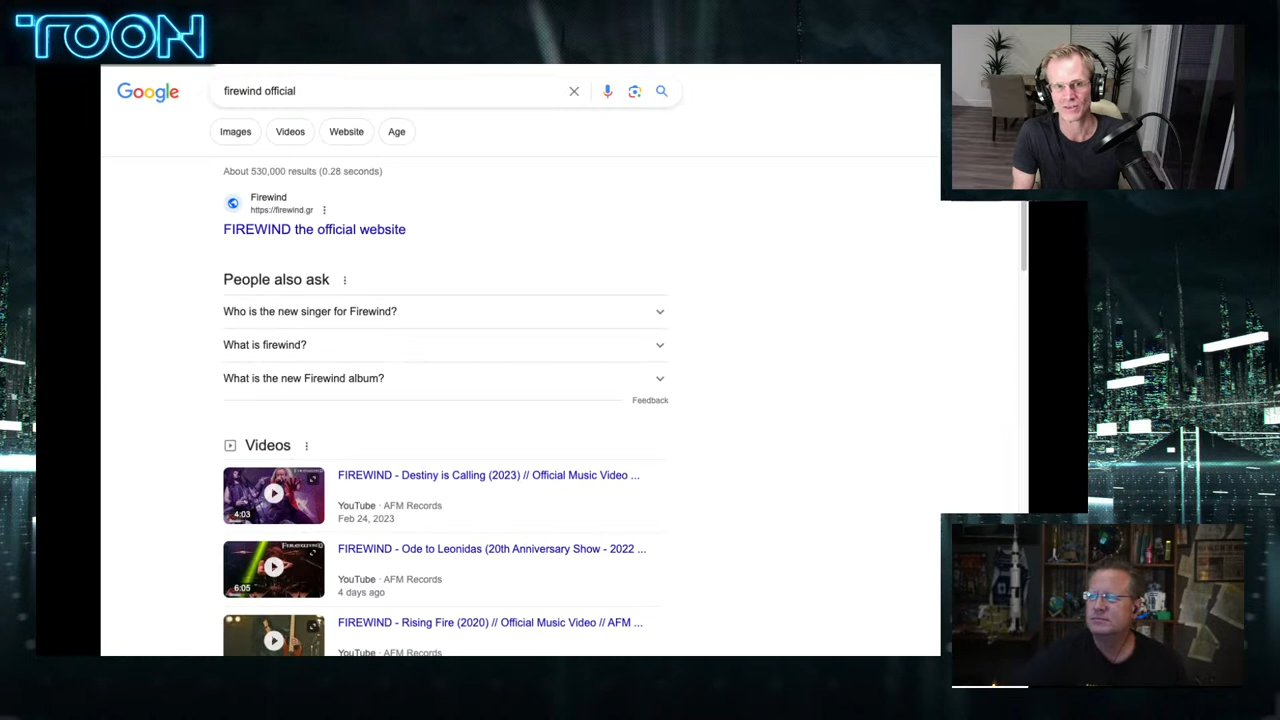 TOON
Google
firewind official
Images
Videos
Website
Age
About 530,000 results (0.28 seconds)
Firewind
https://firewind.gr
FIREWIND the official website
People also ask
Who is the new singer for Firewind?
What is firewind?
What is the new Firewind album?
Feedback
Videos
4:03
FIREWIND - Destiny is Calling (2023) // Official Music Video ...
YouTube · AFM Records
Feb 24, 2023
FIREWIND
6:05
FIREWIND - Ode to Leonidas (20th Anniversary Show - 2022 ...
YouTube · AFM Records
4 days ago
FIREWIND - Rising Fire (2020) // Official Music Video // AFM ...
YouTube · AFM Records